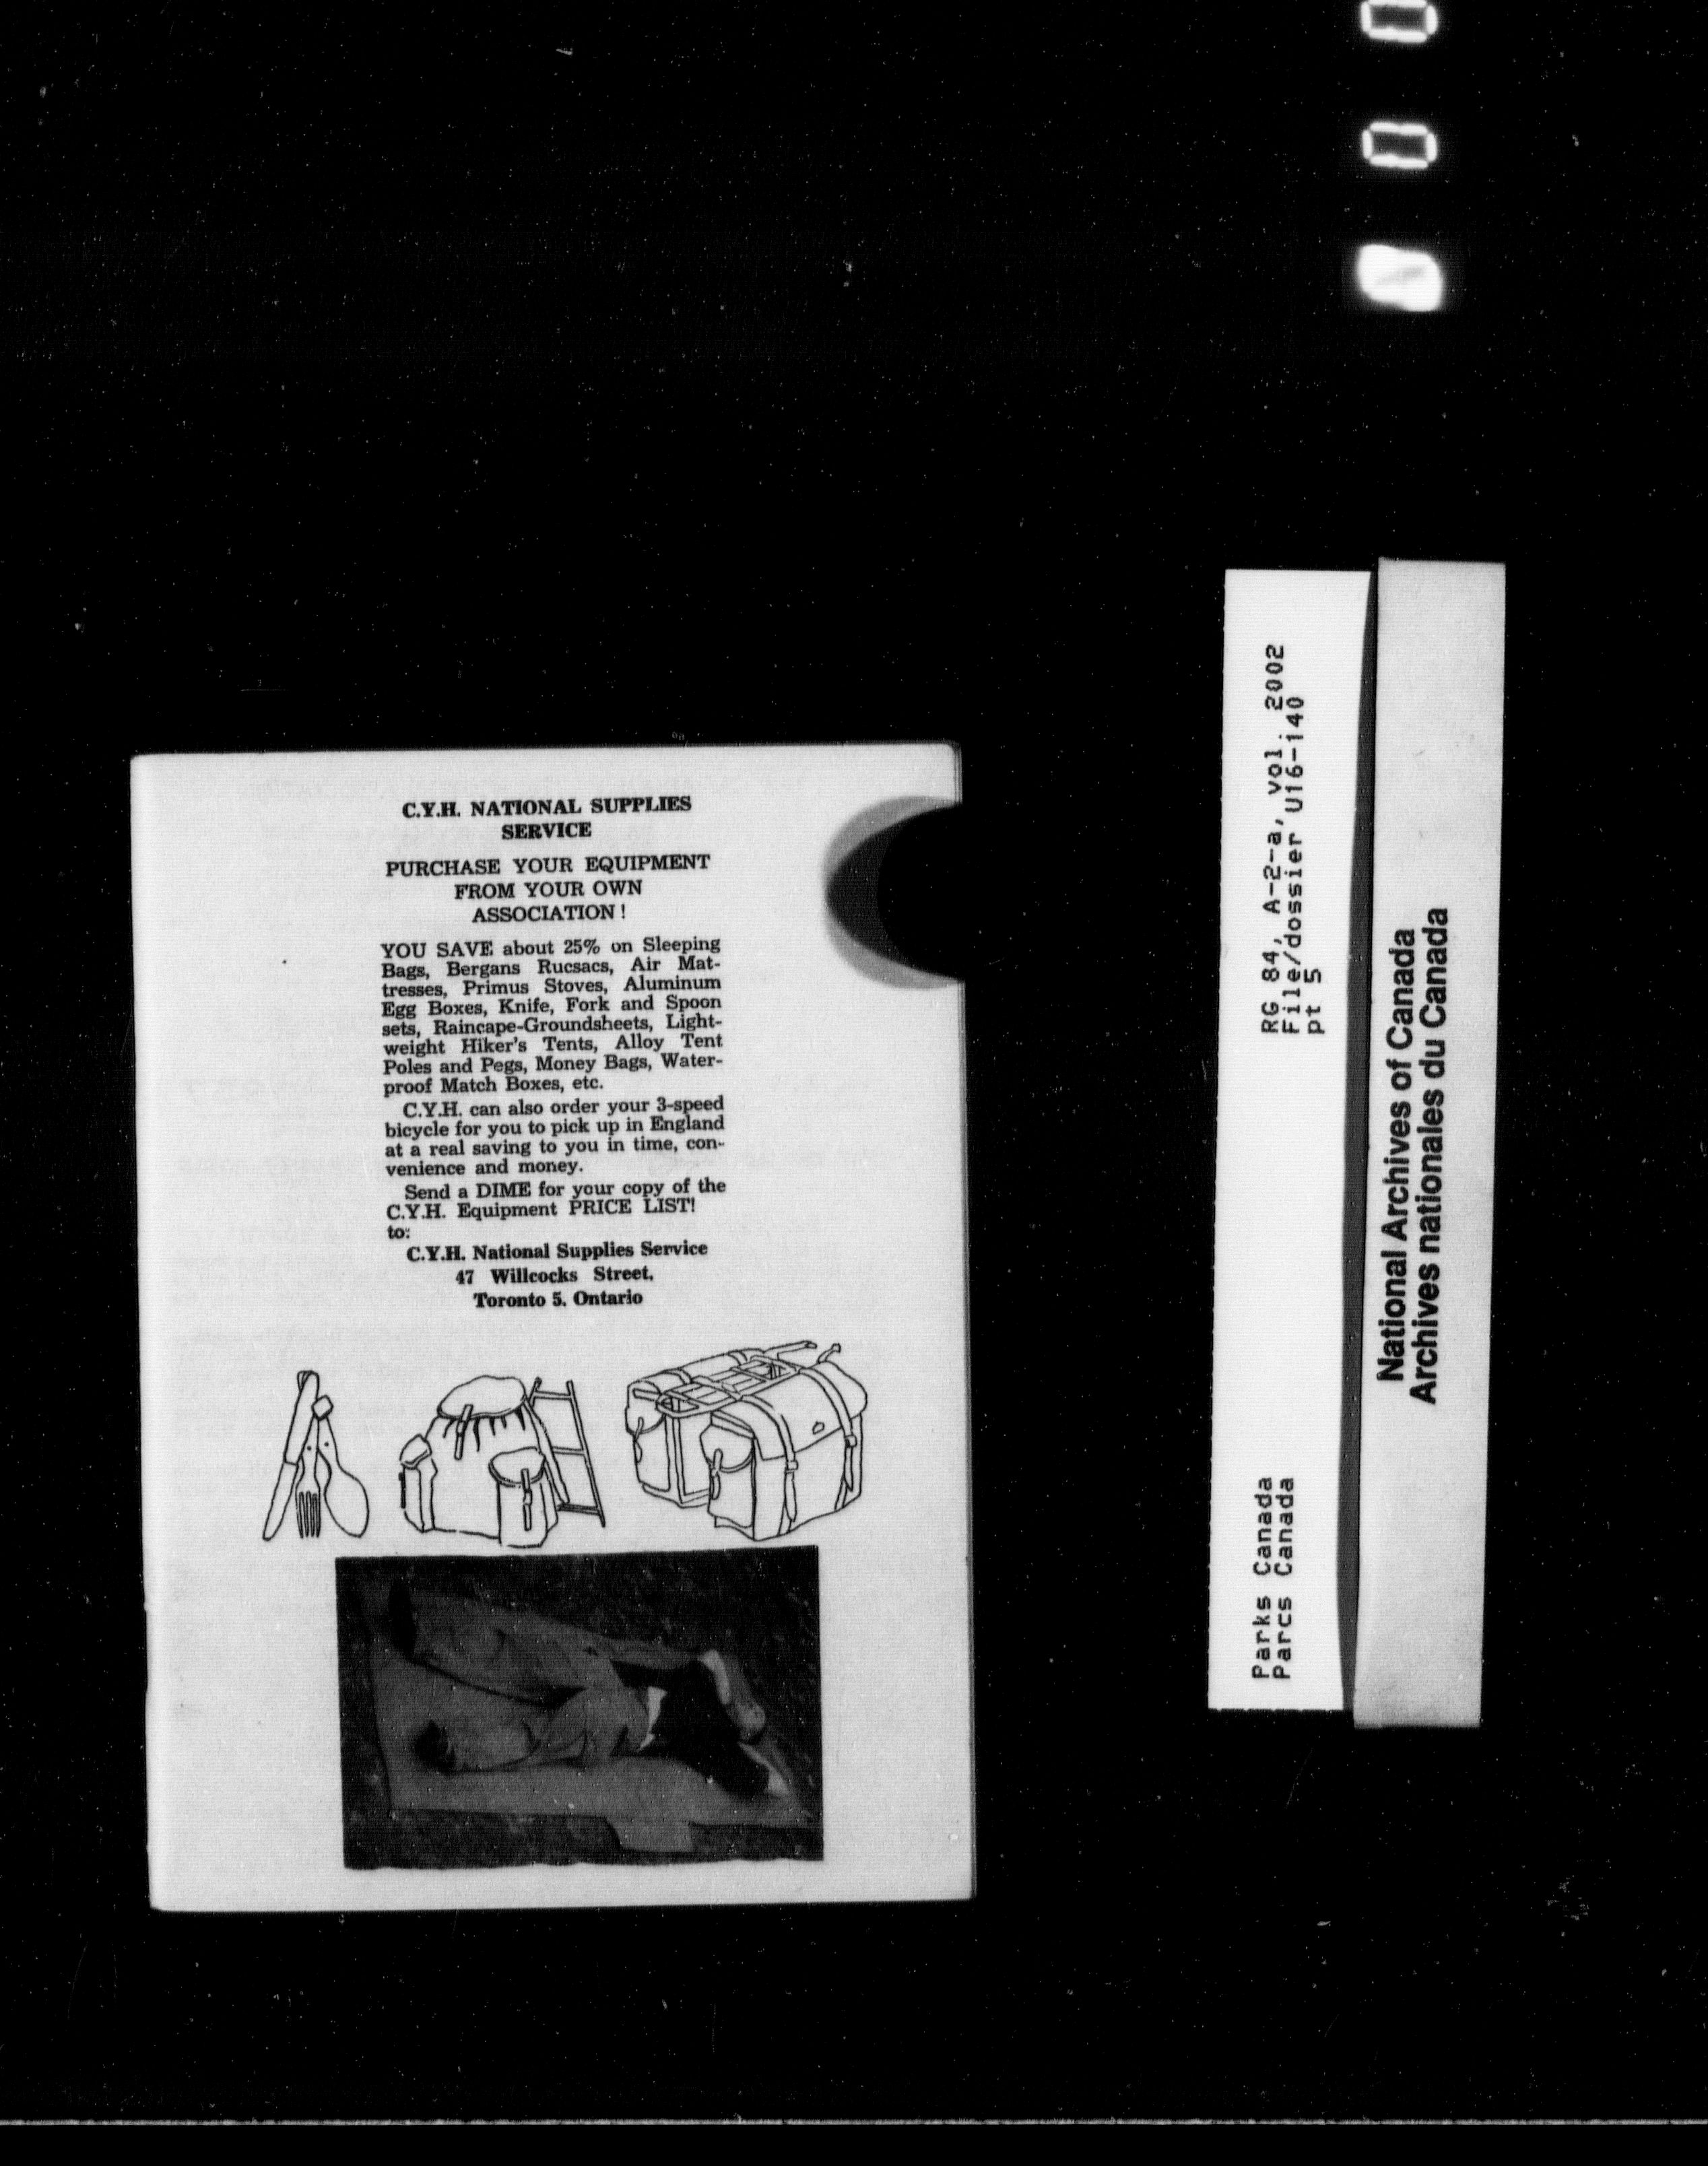 C.Y.H. NATIONAL SUPPLIES
SERVICE
PURCHASE YOUR EQUIPMENT
FROM YOUR OWN
ASSOCIATION!
YOU SAVE about 25% on Sleeping
Bags, Bergans Rucsacs, Air Mat-
tresses, Primus Stoves, Aluminum
Egg Boxes, Knife, Fork and Spoon
sets, Raincape-Groundsheets, Light-
weight Hiker's Tents, Alloy Tent
Poles and Pegs, Money Bags, Water-
proof Match Boxes, etc.
C.Y.H. can also order your 3-speed
bicycle for you to pick up in England
at a real saving to you in time, con-
venience and money.
Send a DIME for your copy of the
C.Y.H. Equipment PRICE LIST!
to:
C.Y.H. National Supplies Service
47 Willcocks Street,
Toronto 5, Ontario
RG 84, A-2-a, vol. 2002
File/dossier U16-140
pt 5
Parks Canada
Parcs Canada
National Archives of Canada
Archives nationales du Canada